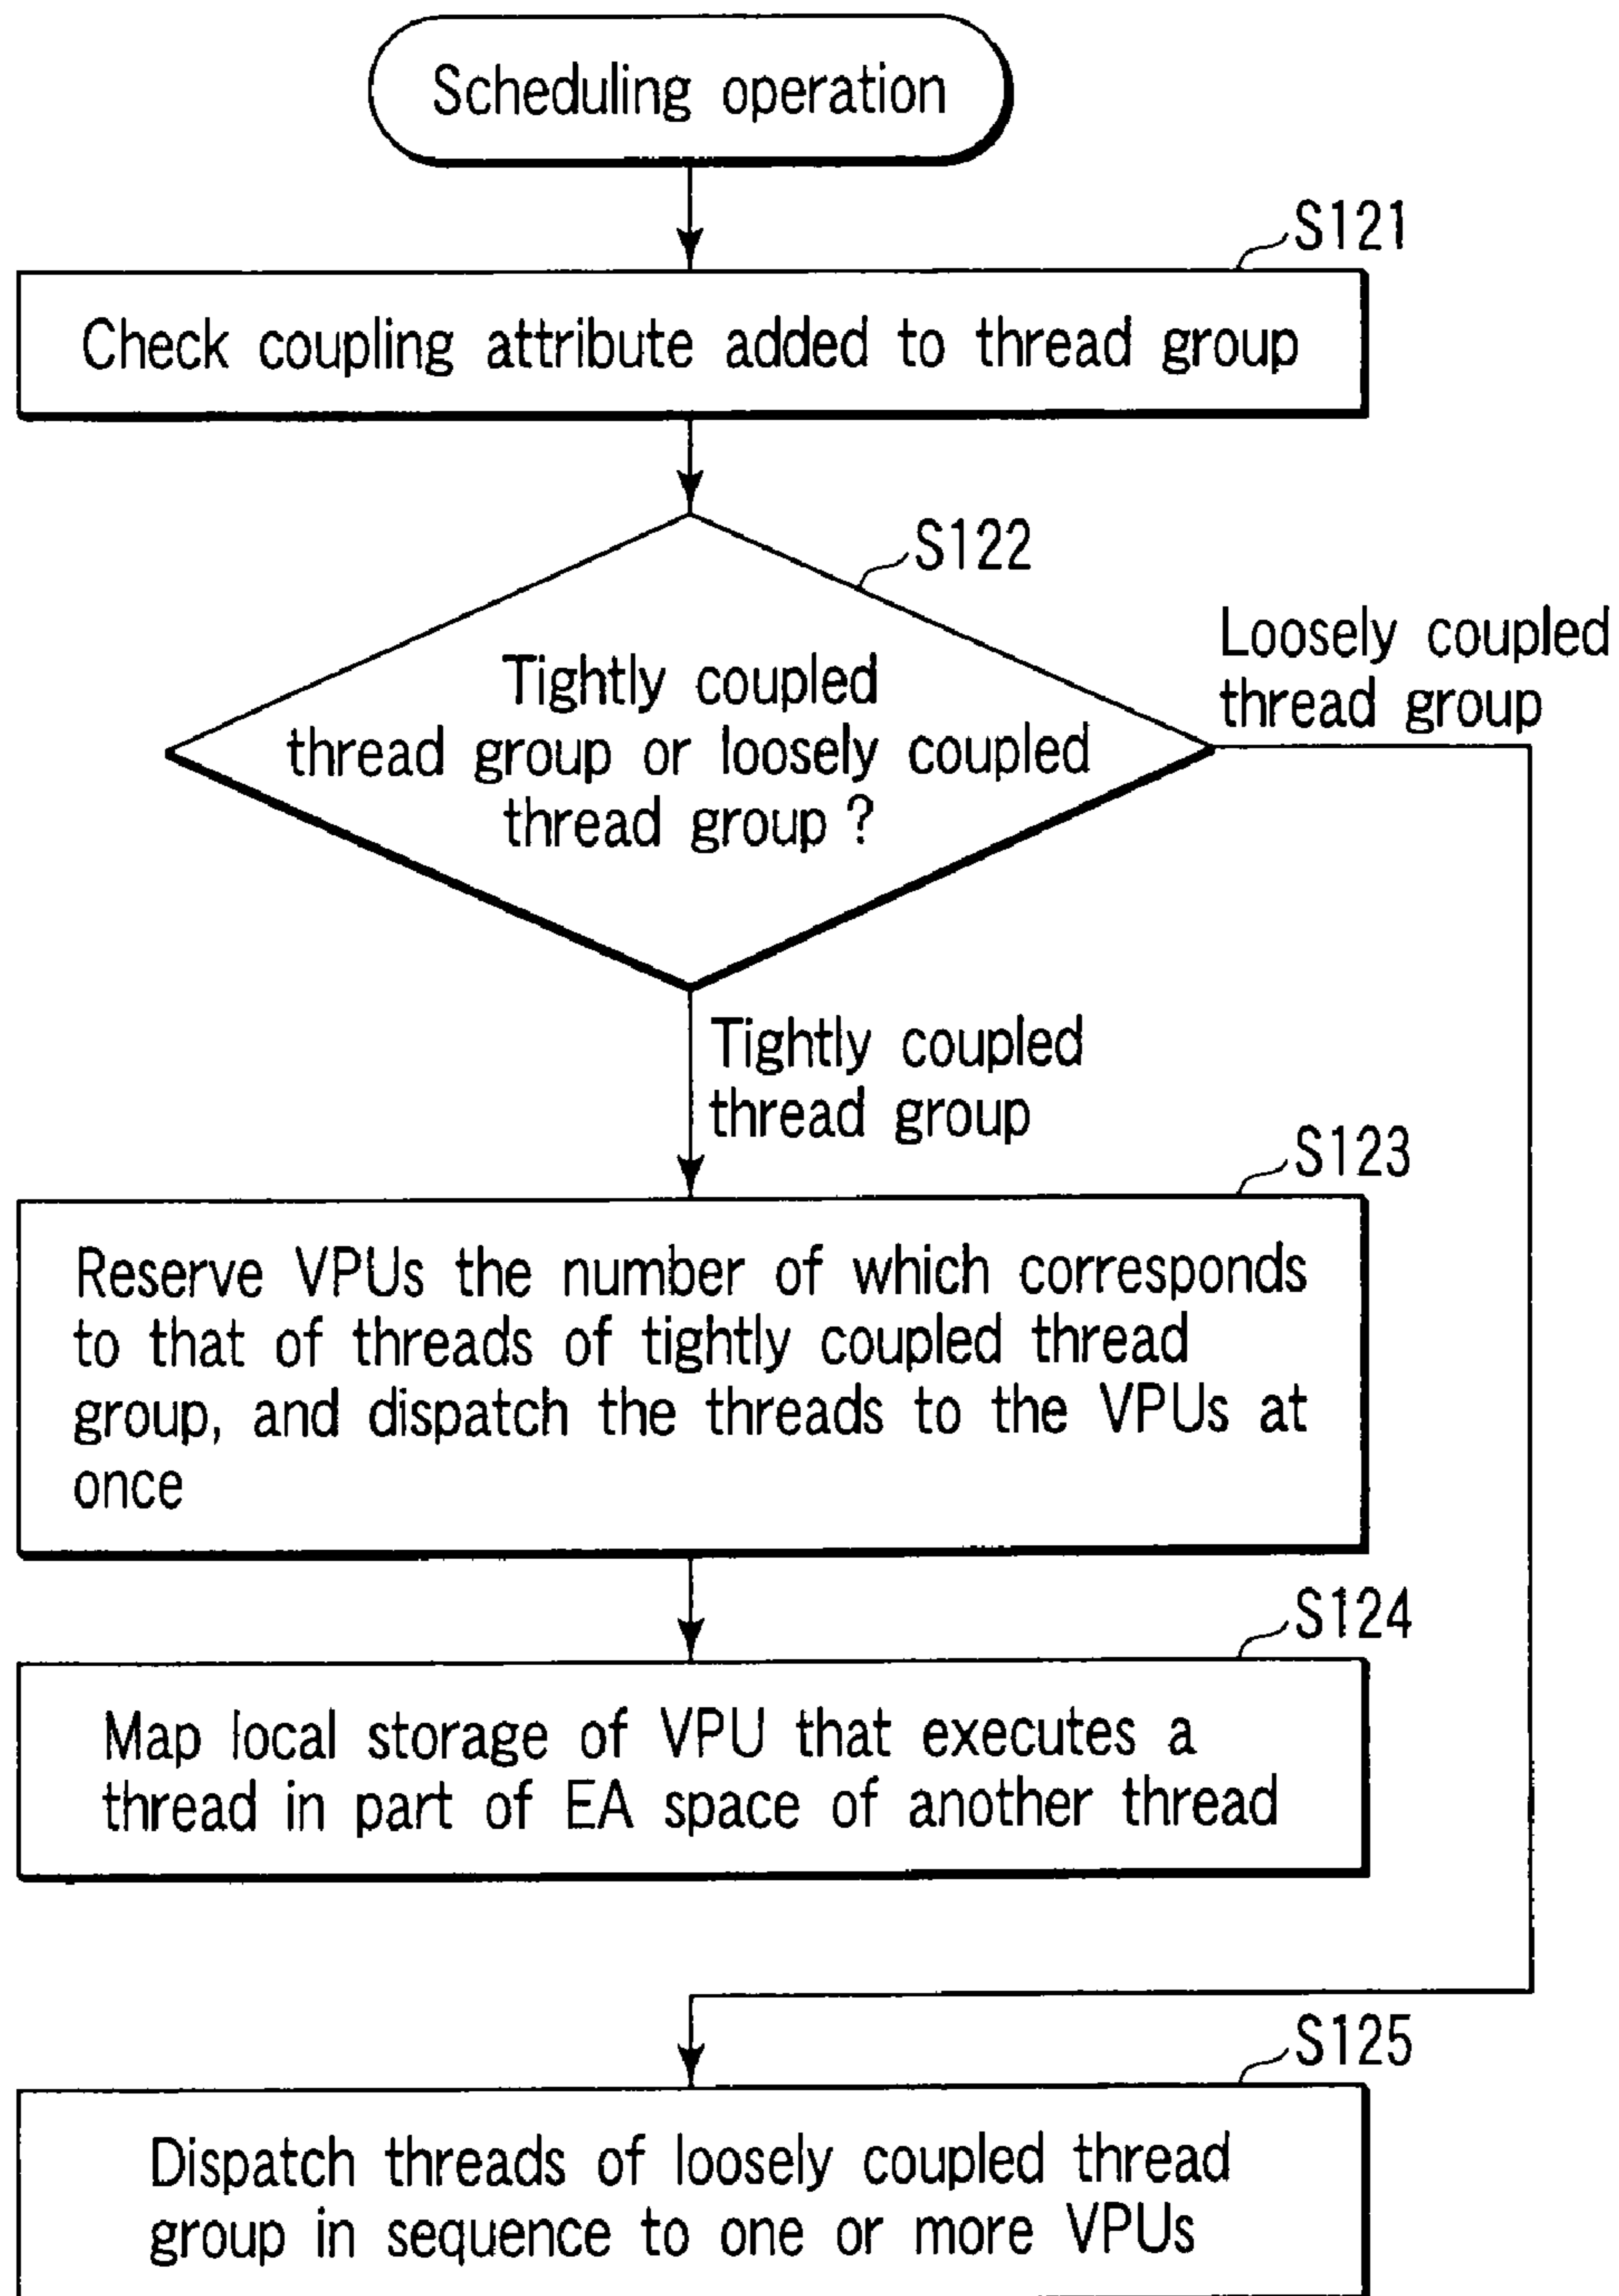 Scheduling operation
S121
Check coupling attribute added to thread group
S122
Tightly coupled
thread group or loosely coupled
thread group ?
Loosely coupled
thread group
Tightly coupled
thread group
S123
Reserve VPUs the number of which corresponds
to that of threads of tightly coupled thread
group, and dispatch the threads to the VPUs at
once
S124
Map local storage of VPU that executes a
thread in part of EA space of another thread
S125
Dispatch threads of loosely coupled thread
group in sequence to one or more VPUs